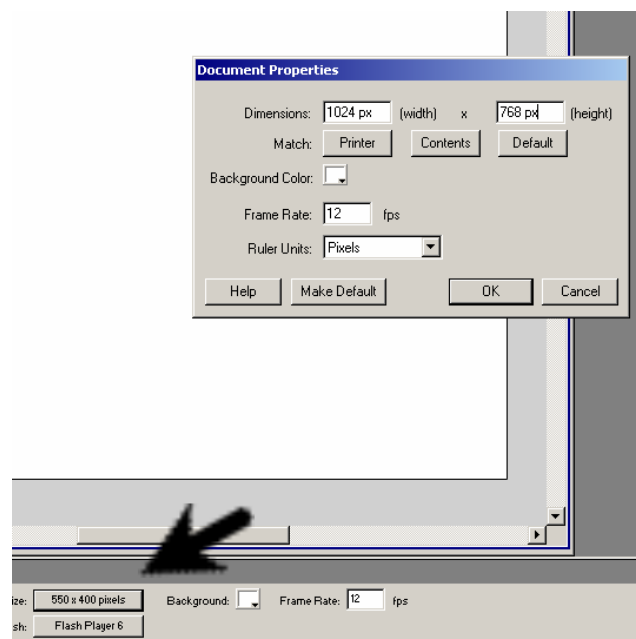 Document Properties
Dimensions: 1024 px (width) x 768 px (height)
Match: Printer Contents Default
Background Color:
Frame Rate: 12 fps
Ruler Units: Pixels
Help Make Default OK Cancel
ize: 550 x 400 pixels Background: Frame Rate: 12 fps
sh: Flash Player 6